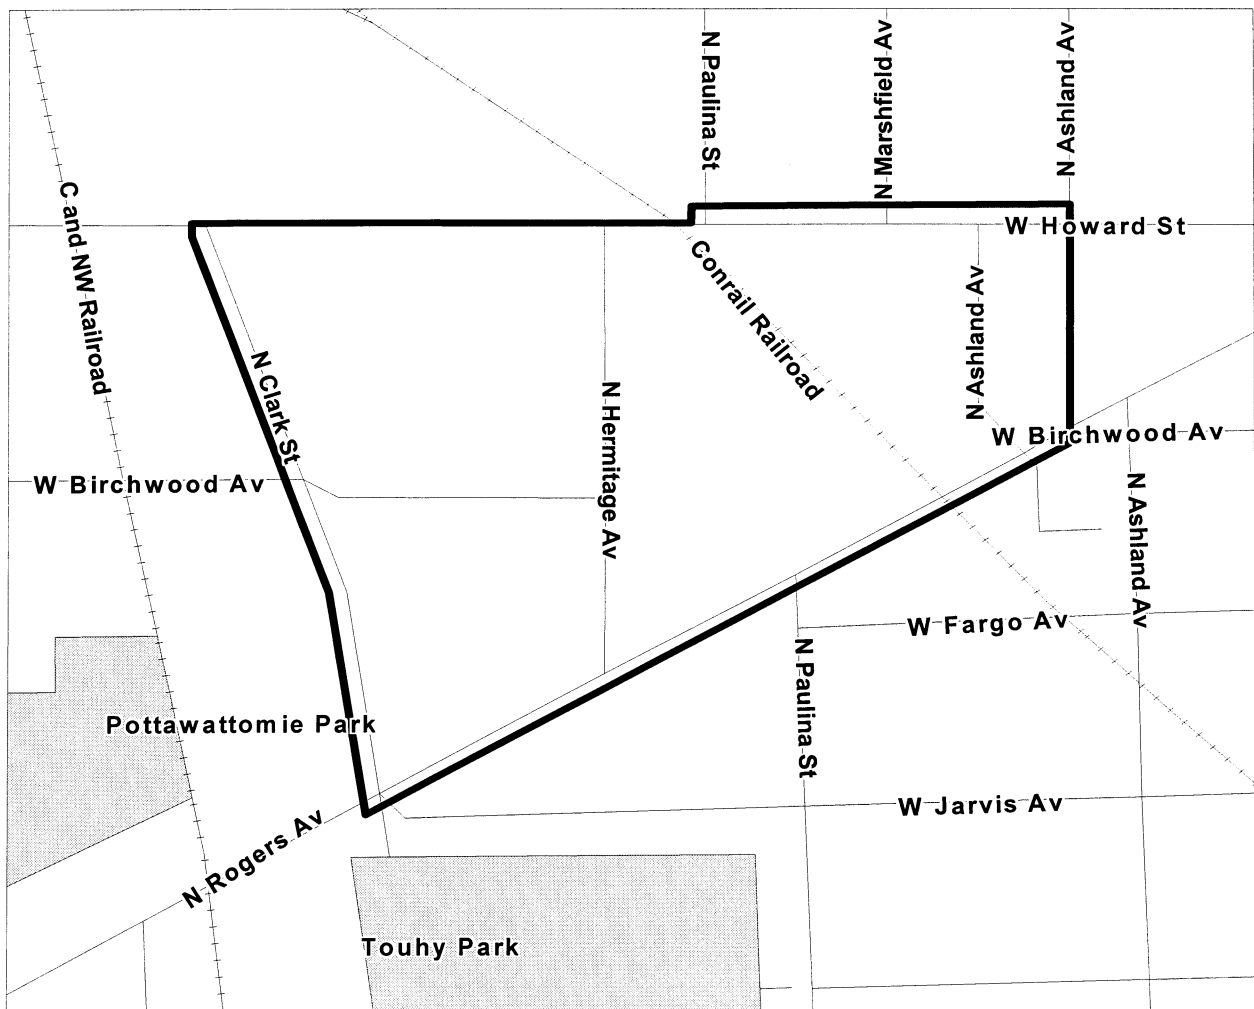 N Paulina St
N Marshfield Av
N Ashland Av
C and NW Railroad
W Howard St
Conrail Railroad
N Ashland Av
N Clark St
N Hermitage Av
W Birchwood Av
W Birchwood Av
N Ashland Av
W Fargo Av
N Paulina St
Pottawattomie Park
W Jarvis Av
N Rogers Av
Touhy Park